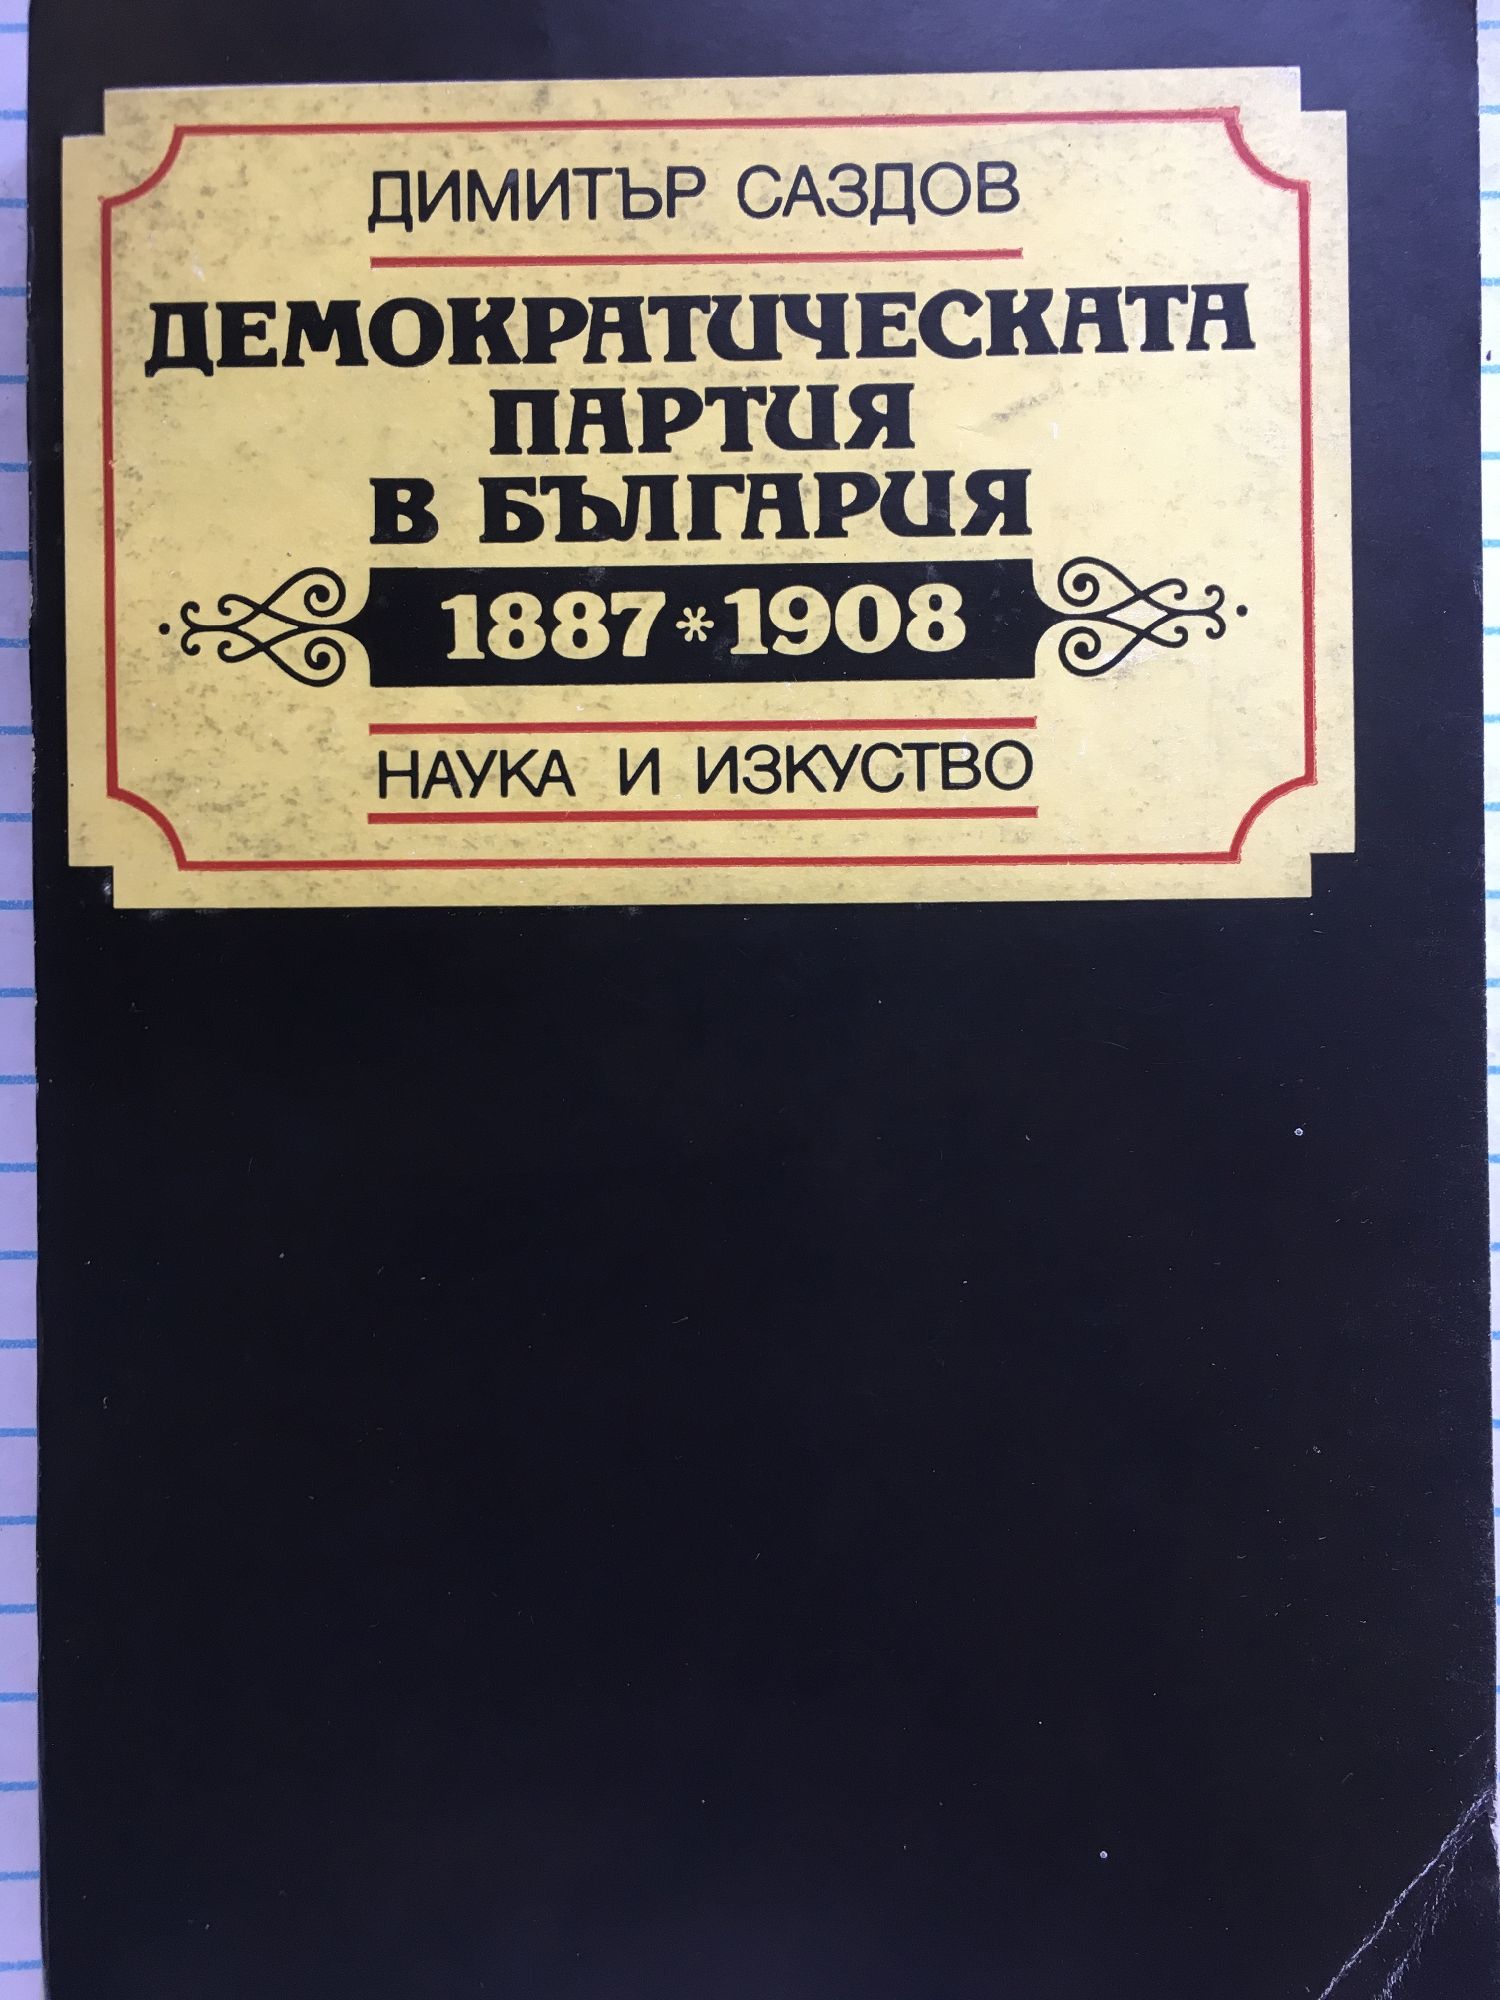 ДИМИТЪР САЗДОВ
ДЕМОКРАТИЧЕСКАТА
ПАРТИЯ
В БЪЛГАРИЯ
1887*1908
НАУКА И ИЗКУСТВО